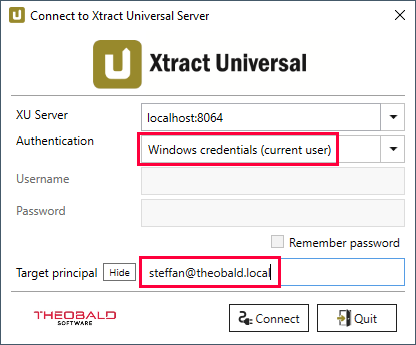 Connect to Xtract Universal Server
Xtract Universal
XU Server
localhost:8064
Authentication
Windows credentials (current user)
Username
Password
Remember password
Target principal Hide steffan@theobald.local
THEOBALD
SOFTWARE
Connect
Quit